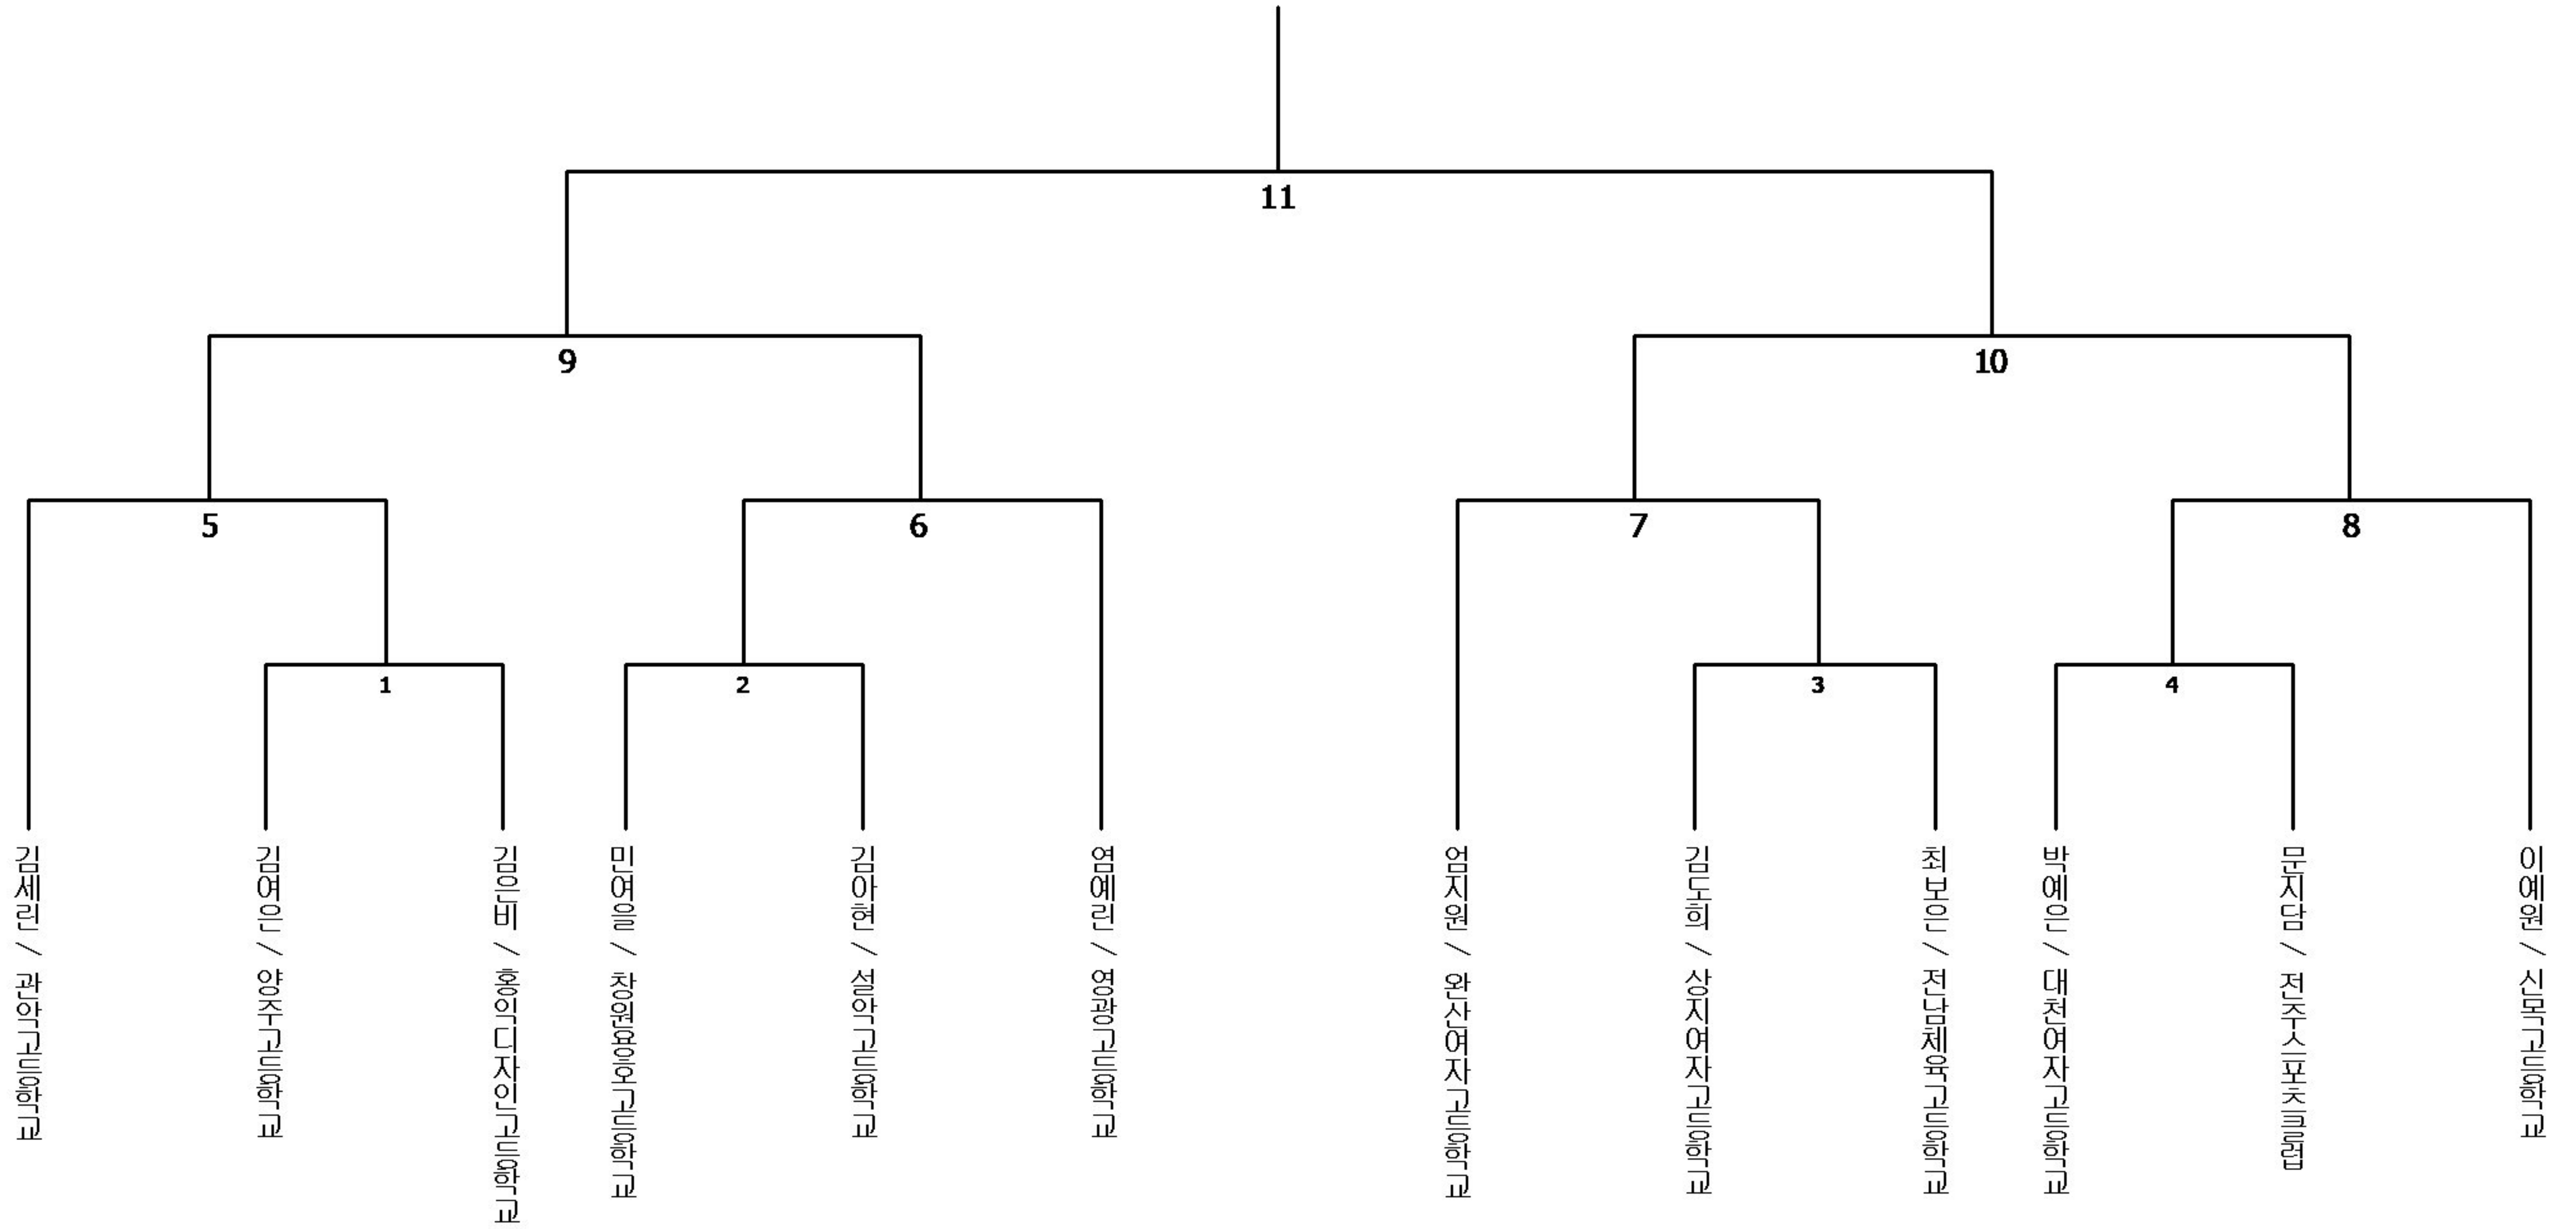 11
9
10
5
6
7
8
1
2
3
4
김세린 / 관악고등학교
김여은 / 양주고등학교
김은비 / 홍익디자인고등학교
민여을 / 창원용호고등학교
김아현 / 설악고등학교
염예린 / 영광고등학교
엄지원 / 완산여자고등학교
김도희 / 상지여자고등학교
최보은 / 전남체육고등학교
박예은 / 대천여자고등학교
문지담 / 전주스포츠클럽
이예원 / 신목고등학교